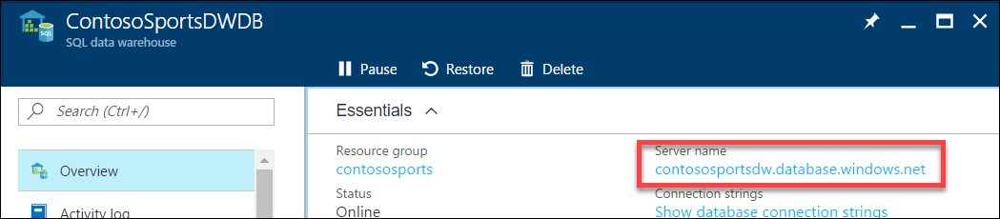 ContosoSportsDWDB
SQL data warehouse
SQL
Pause
Restore
Delete
Search (Ctrl+/)
Overview
Activity log
Essentials
Resource group
contososports
Status
Online
Server name
contososportsdw.database.windows.net
Connection strings
Show database connection strings